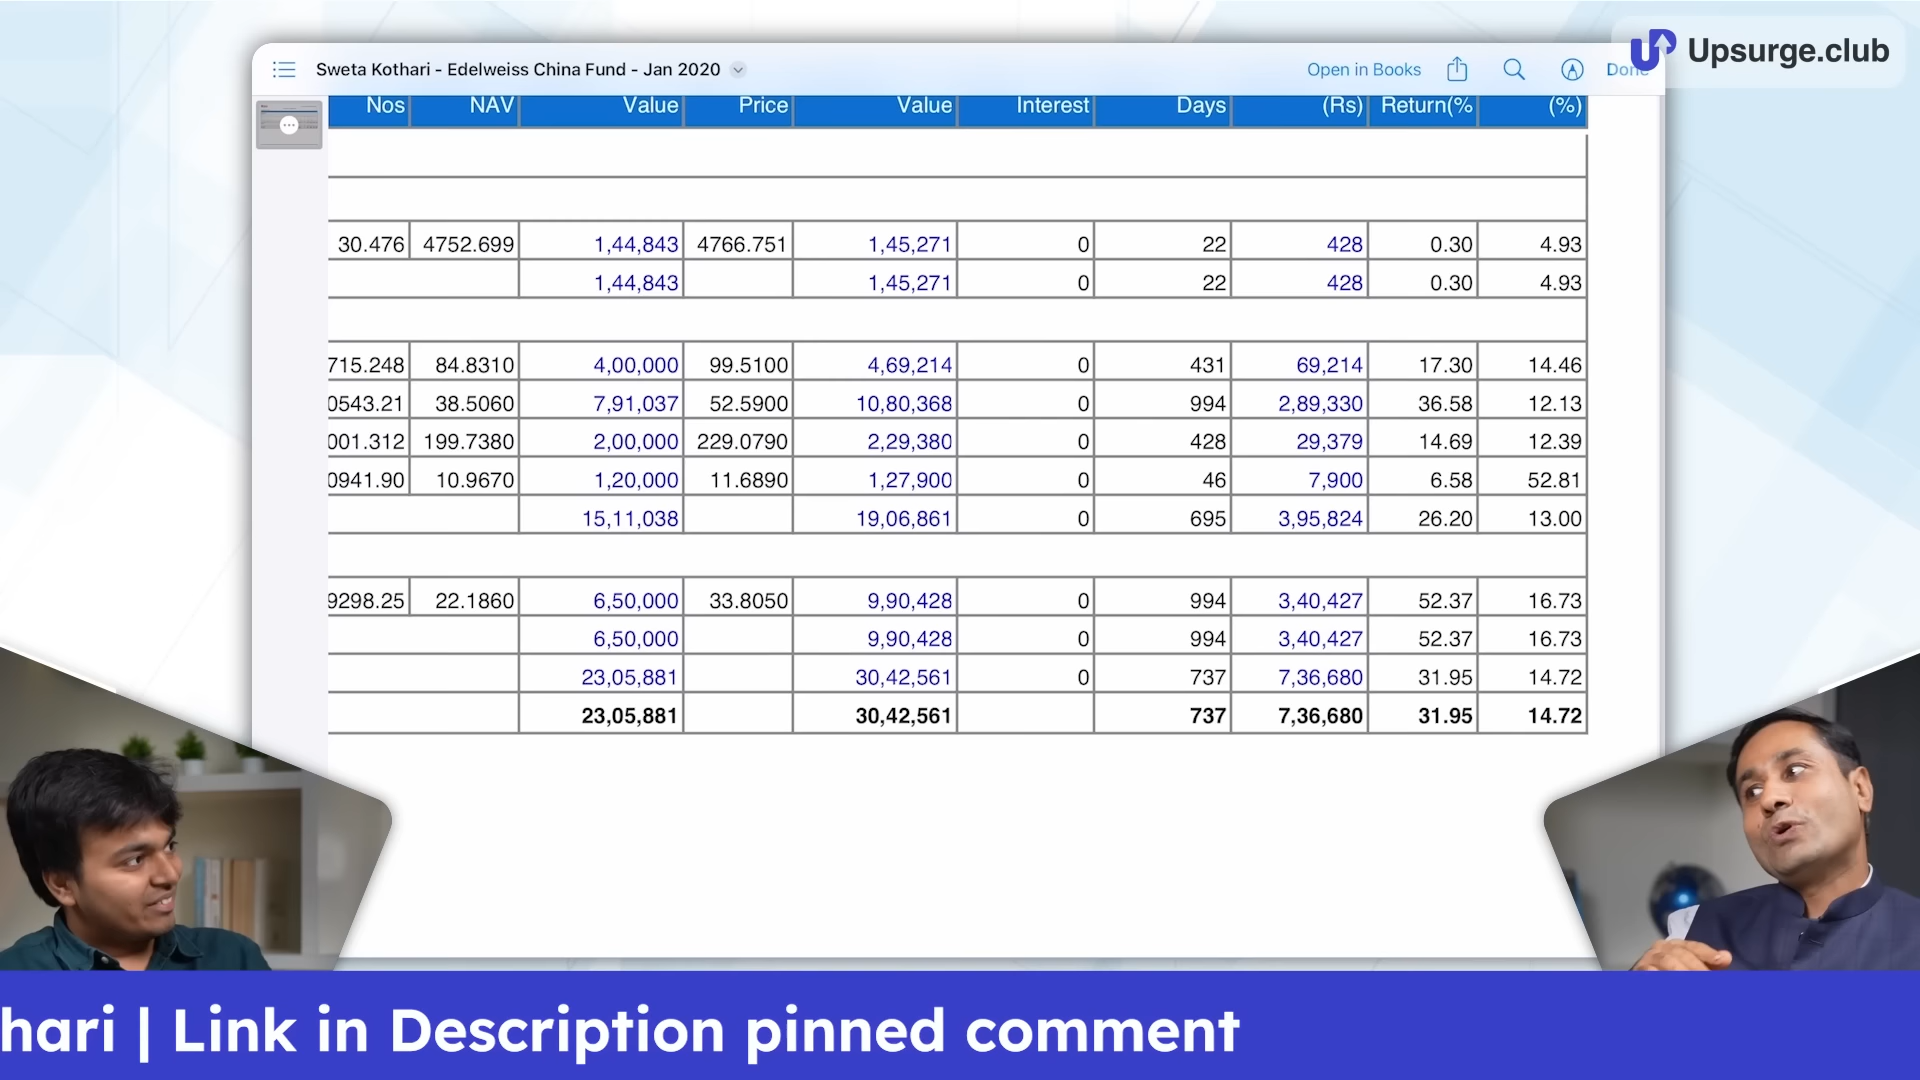 Upsurge.club
Sweta Kothari - Edelweiss China Fund - Jan 2020
Open in Books
Done
Nos NAV Value Price Value Interest Days (Rs) Return(% (%)
30.476 4752.699 1,44,843 4766.751 1,45,271 0 22 428 0.30 4.93
1,44,843 1,45,271 0 22 428 0.30 4.93
715.248 84.8310 4,00,000 99.5100 4,69,214 0 431 69,214 17.30 14.46
0543.21 38.5060 7,91,037 52.5900 10,80,368 0 994 2,89,330 36.58 12.13
001.312 199.7380 2,00,000 229.0790 2,29,380 0 428 29,379 14.69 12.39
0941.90 10.9670 1,20,000 11.6890 1,27,900 0 46 7,900 6.58 52.81
15,11,038 19,06,861 0 695 3,95,824 26.20 13.00
9298.25 22.1860 6,50,000 33.8050 9,90,428 0 994 3,40,427 52.37 16.73
6,50,000 9,90,428 0 994 3,40,427 52.37 16.73
23,05,881 30,42,561 0 737 7,36,680 31.95 14.72
23,05,881 30,42,561 737 7,36,680 31.95 14.72
hari | Link in Description pinned comment